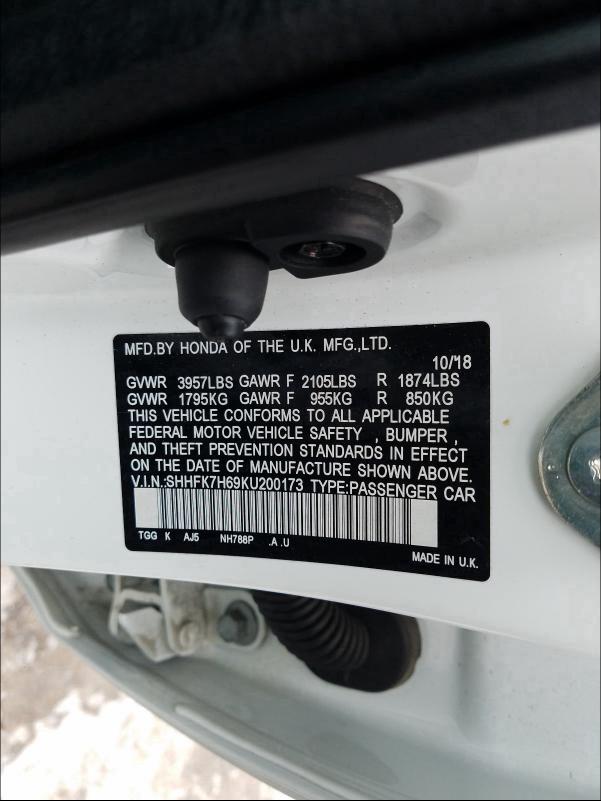 MFD.BY HONDA OF THE U.K. MFG.,LTD.
10/18
GVWR 3957LBS GAWR F 2105LBS R 1874LBS
GVWR 1795KG GAWR F 955KG R 850KG
THIS VEHICLE CONFORMS TO ALL APPLICABLE
FEDERAL MOTOR VEHICLE SAFETY , BUMPER ,
AND THEFT PREVENTION STANDARDS IN EFFECT
ON THE DATE OF MANUFACTURE SHOWN ABOVE.
V.I.N.:SHHFK7H69KU200173 TYPE:PASSENGER CAR
TGG K AJ5 NH788P .A .U
MADE IN U.K.